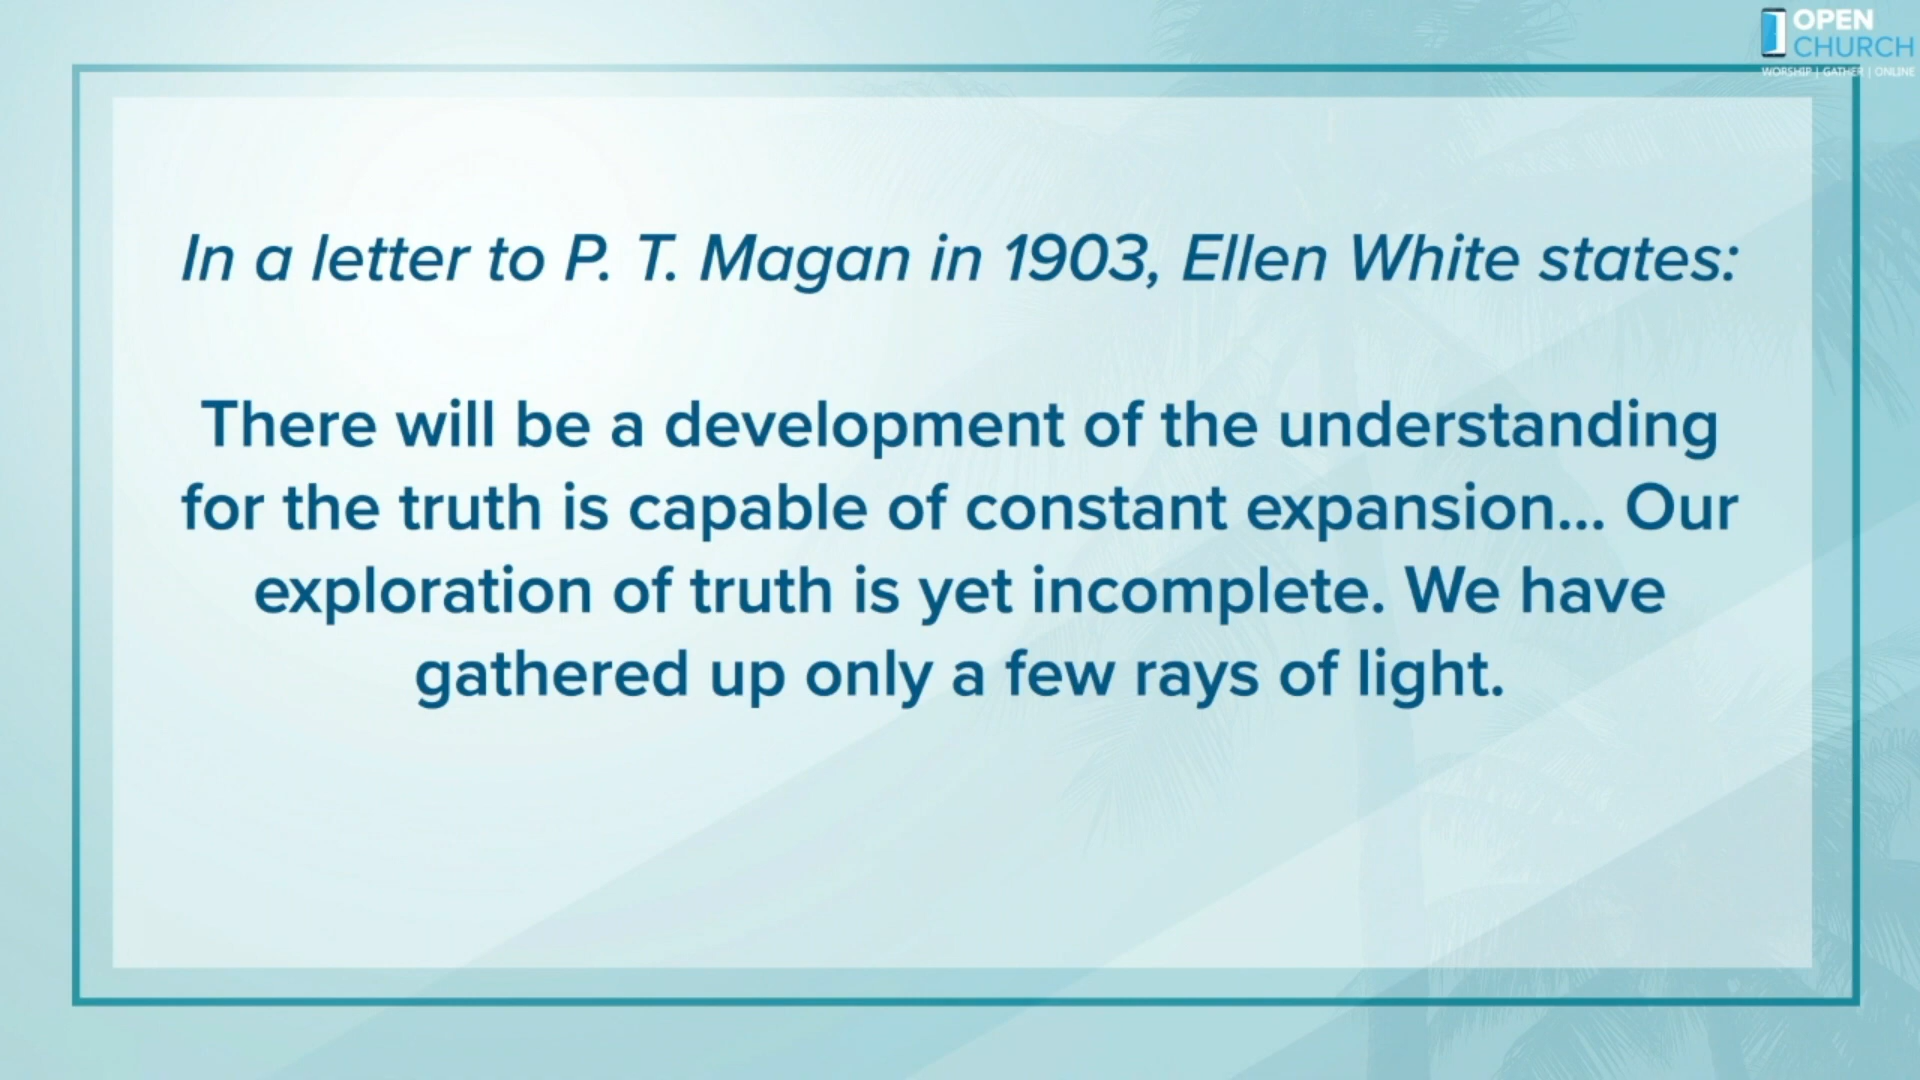 OPEN
CHURCH
WORSHIP | GATHER | ONLINE
In a letter to P. T. Magan in 1903, Ellen White states:
There will be a development of the understanding
for the truth is capable of constant expansion... Our
exploration of truth is yet incomplete. We have
gathered up only a few rays of light.